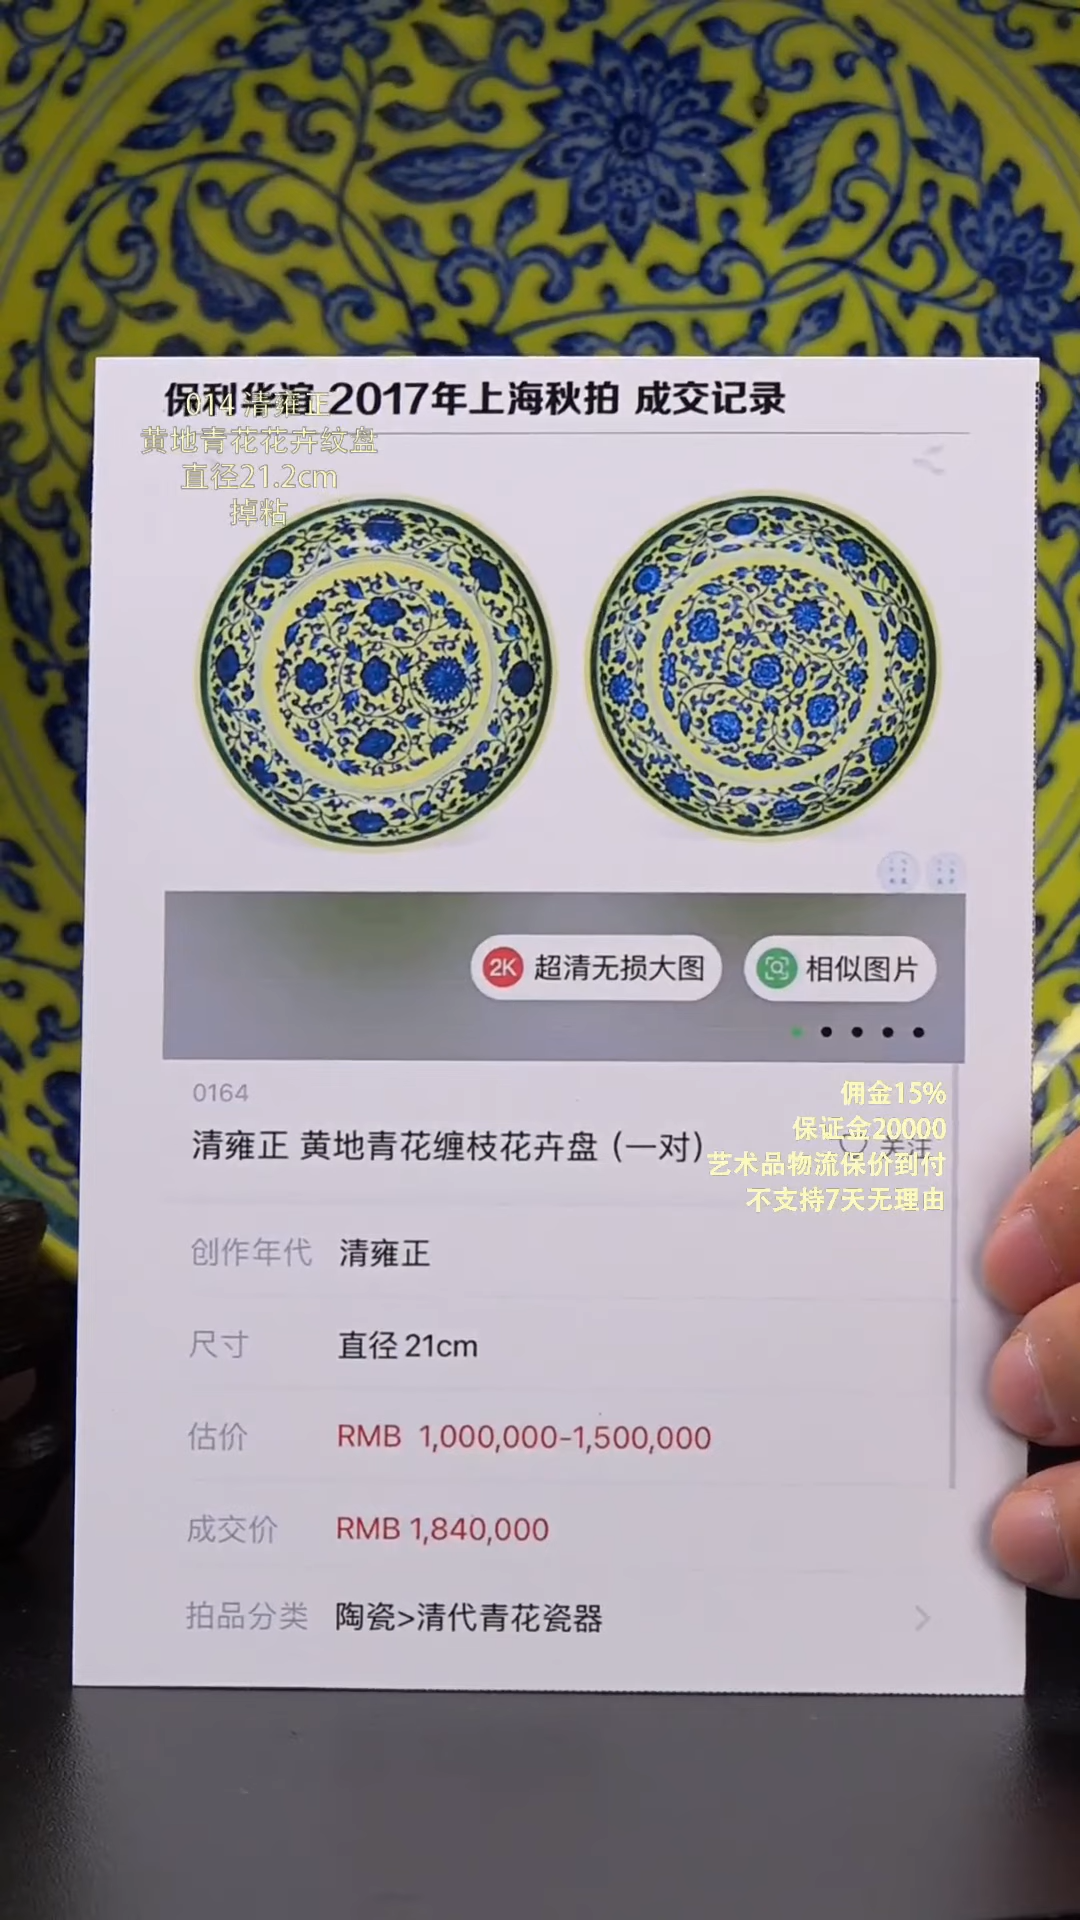 保利华谊 2017年上海秋拍 成交记录
014 清雍正
黄地青花花卉纹盘
直径21.2cm
掉粘
2K 超清无损大图
相似图片
0164
清雍正 黄地青花缠枝花卉盘 (一对)
关注
佣金15%
保证金20000
艺术品物流保价到付
不支持7天无理由
创作年代 清雍正
尺寸 直径21cm
估价 RMB 1,000,000-1,500,000
成交价 RMB 1,840,000
拍品分类 陶瓷>清代青花瓷器